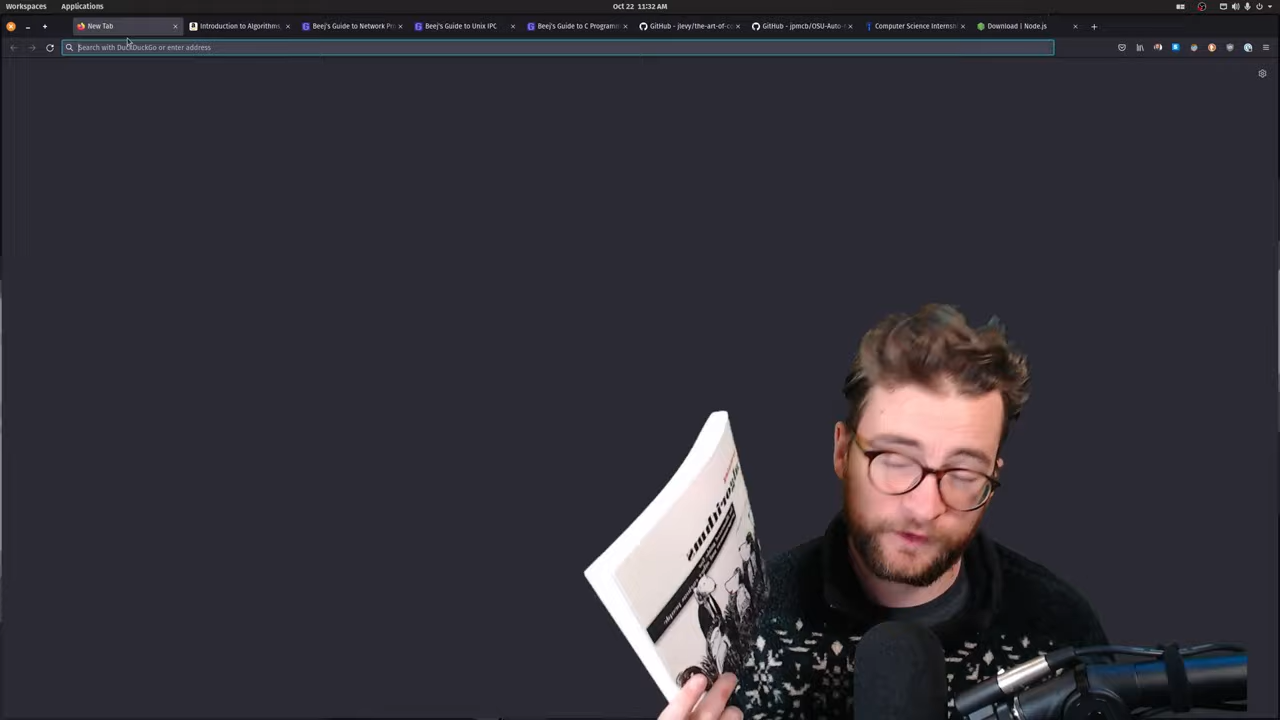 Workspaces Applications Oct 22 11:32 AM
New Tab Introduction to Algorithms Beej's Guide to Network Pr Beej's Guide to Unix IPC Beej's Guide to C Programm GitHub - jlevy/the-art-of-c GitHub - jpmcb/OSU-Auto Computer Science Interns Download | Node.js
Search with DuckDuckGo or enter address
algorithms